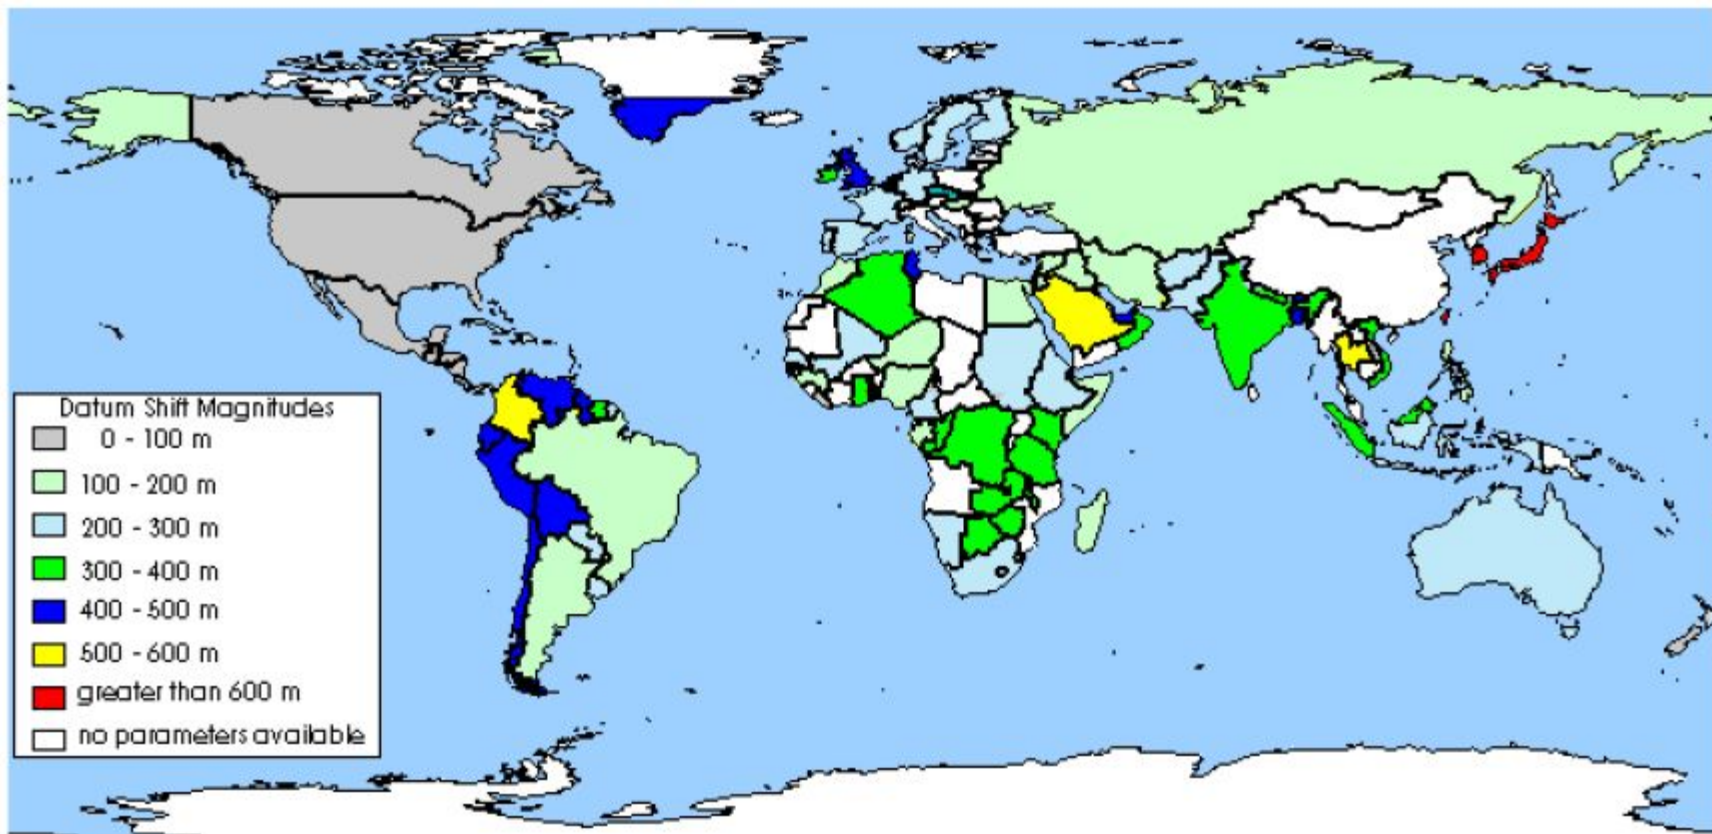 Datum Shift Magnitudes
0 - 100 m
100 - 200 m
200 - 300 m
300 - 400 m
400 - 500 m
500 - 600 m
greater than 600 m
no parameters available